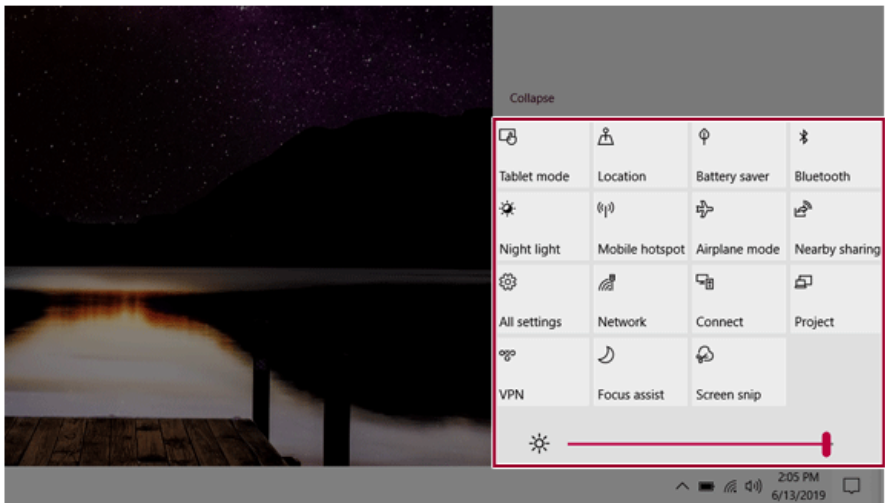 Collapse
Tablet mode Location Battery saver Bluetooth
Night light Mobile hotspot Airplane mode Nearby sharing
All settings Network Connect Project
VPN Focus assist Screen snip
2:05 PM
6/13/2019